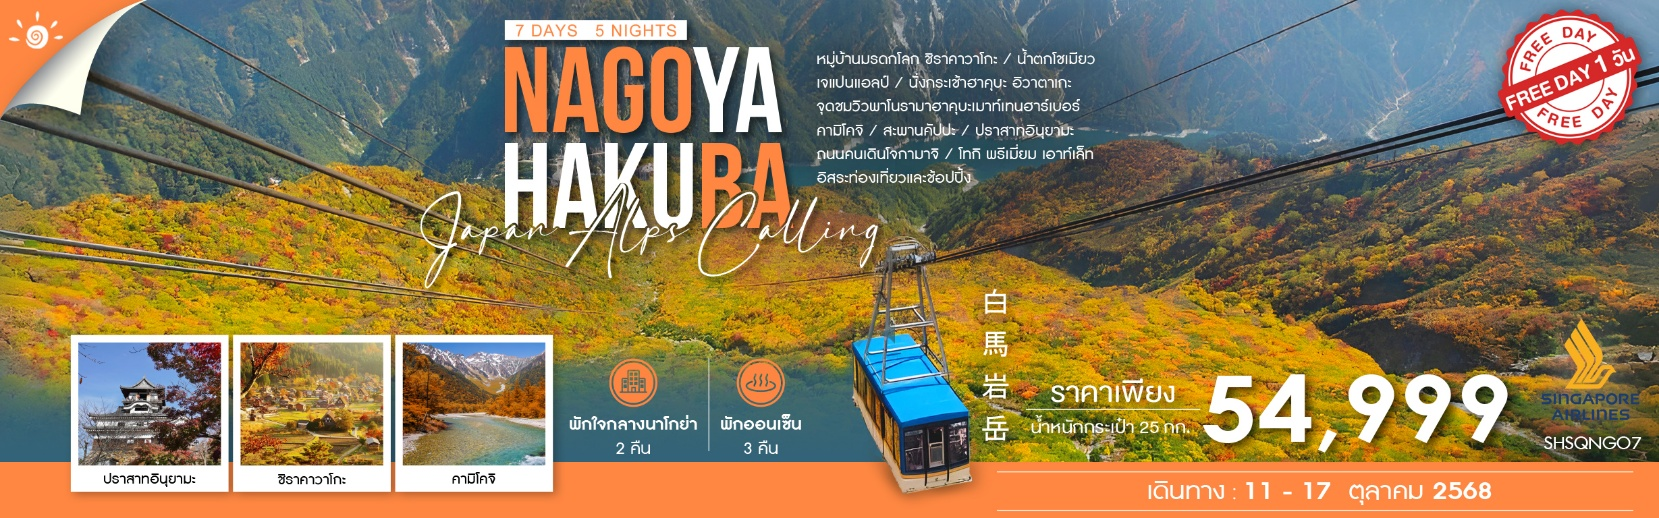 7 DAYS 5 NIGHTS
NAGOYA
HAKUBA
Japan Alps Calling
หมู่บ้านมรดกโลก ชิราคาวาโกะ / น้ำตกโชเมียว
เจแปนแอลป์ / นั่งกระเช้าฮาคุบะ อิวาตาเกะ
จุดชมวิวพาโนรามาฮาคุบะเมาท์เทนฮาร์เบอร์
คามิโคจิ / สะพานคัปปะ / ปราสาทอินุยามะ
ถนนคนเดินโจกามาจิ / โทกิ พรีเมี่ยม เอาท์เล็ท
อิสระท่องเที่ยวและช้อปปิ้ง
FREE DAY
FREE DAY 1 วัน
FREE DAY
ปราสาทอินุยามะ
ชิราคาวาโกะ
คามิโคจิ
พักใจกลางนาโกย่า
2 คืน
พักออนเซ็น
3 คืน
白馬岩岳
ราคาเพียง
น้ำหนักกระเป๋า 25 กก.
54,999
SINGAPORE
AIRLINES
SHSQNGO7
เดินทาง : 11 - 17 ตุลาคม 2568